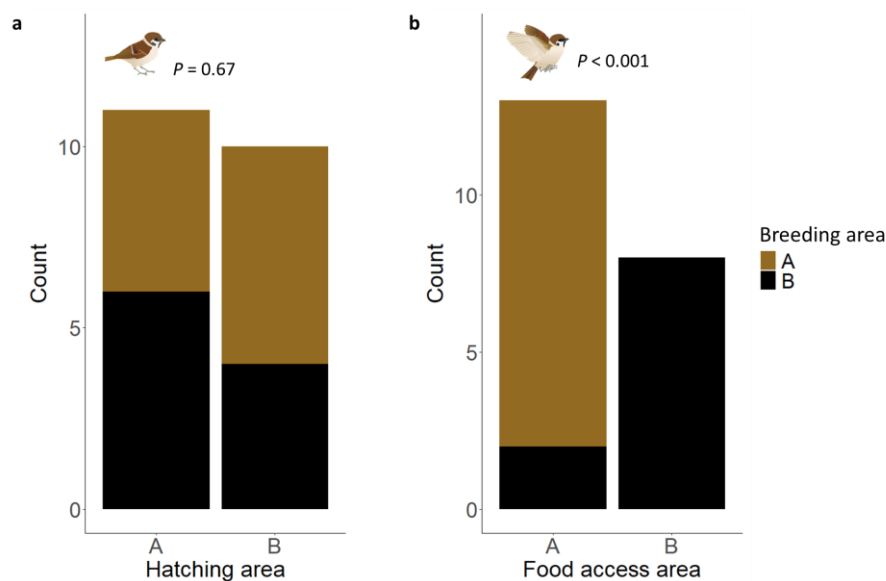 a
P = 0.67
10
5
0
Count
A B
Hatching area
b
P < 0.001
10
5
0
Count
A B
Food access area
Breeding area
A
B